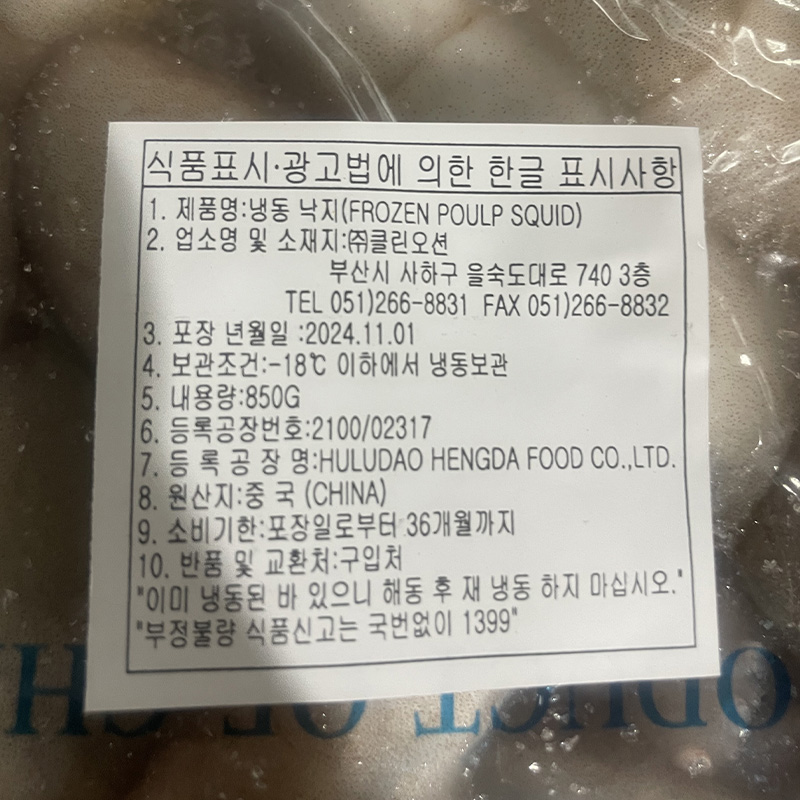 식품표시·광고법에 의한 한글 표시사항
1. 제품명:냉동 낙지(FROZEN POULP SQUID)
2. 업소명 및 소재지:㈜클린오션
부산시 사하구 을숙도대로 740 3층
TEL 051)266-8831 FAX 051)266-8832
3. 포장 년월일 :2024.11.01
4. 보관조건:-18℃ 이하에서 냉동보관
5. 내용량:850G
6. 등록공장번호:2100/02317
7. 등 록 공 장 명:HULUDAO HENGDA FOOD CO.,LTD.
8. 원산지:중 국 (CHINA)
9. 소비기한:포장일로부터 36개월까지
10. 반품 및 교환처:구입처
"이미 냉동된 바 있으니 해동 후 재 냉동 하지 마십시오."
"부정불량 식품신고는 국번없이 1399"